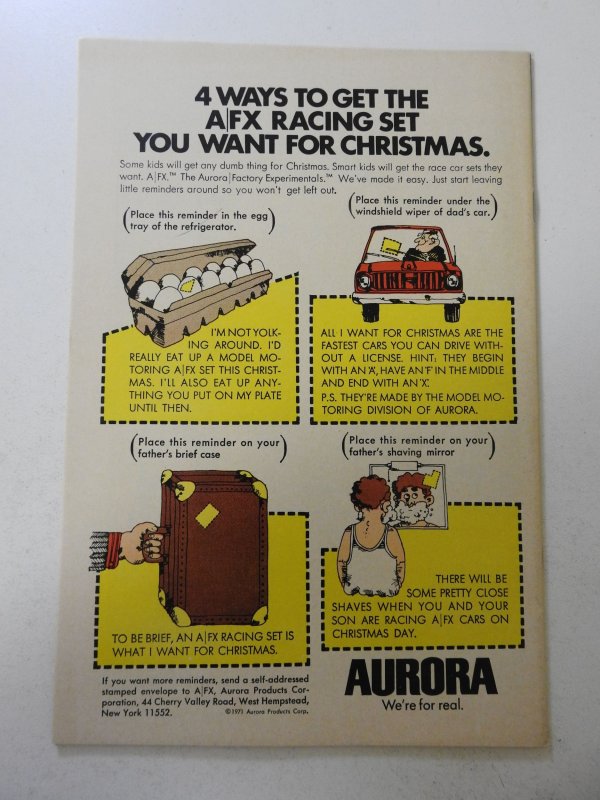 4 WAYS TO GET THE
A|FX RACING SET
YOU WANT FOR CHRISTMAS.
Some kids will get any dumb thing for Christmas. Smart kids will get the race car sets they
want. A|FX.™ The Aurora|Factory Experimentals.™ We've made it easy. Just start leaving
little reminders around so you won't get left out.
(Place this reminder in the egg
tray of the refrigerator.)
I'M NOT YOLK-
ING AROUND. I'D
REALLY EAT UP A MODEL MO-
TORING A|FX SET THIS CHRIST-
MAS. I'LL ALSO EAT UP ANY-
THING YOU PUT ON MY PLATE
UNTIL THEN.
(Place this reminder under the
windshield wiper of dad's car.)
ALL I WANT FOR CHRISTMAS ARE THE
FASTEST CARS YOU CAN DRIVE WITH-
OUT A LICENSE. HINT: THEY BEGIN
WITH AN 'A', HAVE AN 'F' IN THE MIDDLE
AND END WITH AN 'X.'
P.S. THEY'RE MADE BY THE MODEL MO-
TORING DIVISION OF AURORA.
(Place this reminder on your
father's brief case)
TO BE BRIEF, AN A|FX RACING SET IS
WHAT I WANT FOR CHRISTMAS.
(Place this reminder on your
father's shaving mirror)
THERE WILL BE
SOME PRETTY CLOSE
SHAVES WHEN YOU AND YOUR
SON ARE RACING A|FX CARS ON
CHRISTMAS DAY.
If you want more reminders, send a self-addressed
stamped envelope to A|FX, Aurora Products Cor-
poration, 44 Cherry Valley Road, West Hempstead,
New York 11552.
©1971 Aurora Products Corp.
AURORA
We're for real.